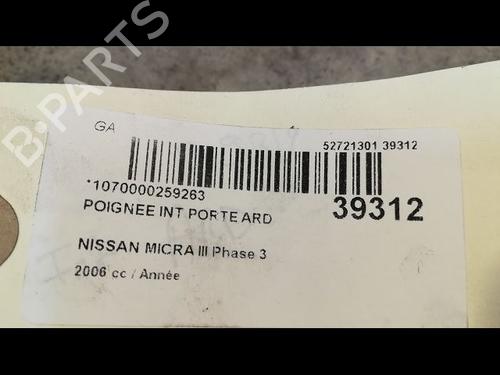 B-PARTS
GA
52721301 39312
*1070000259263
POIGNEE INT PORTE ARD
39312
NISSAN MICRA III Phase 3
2006 cc / Année